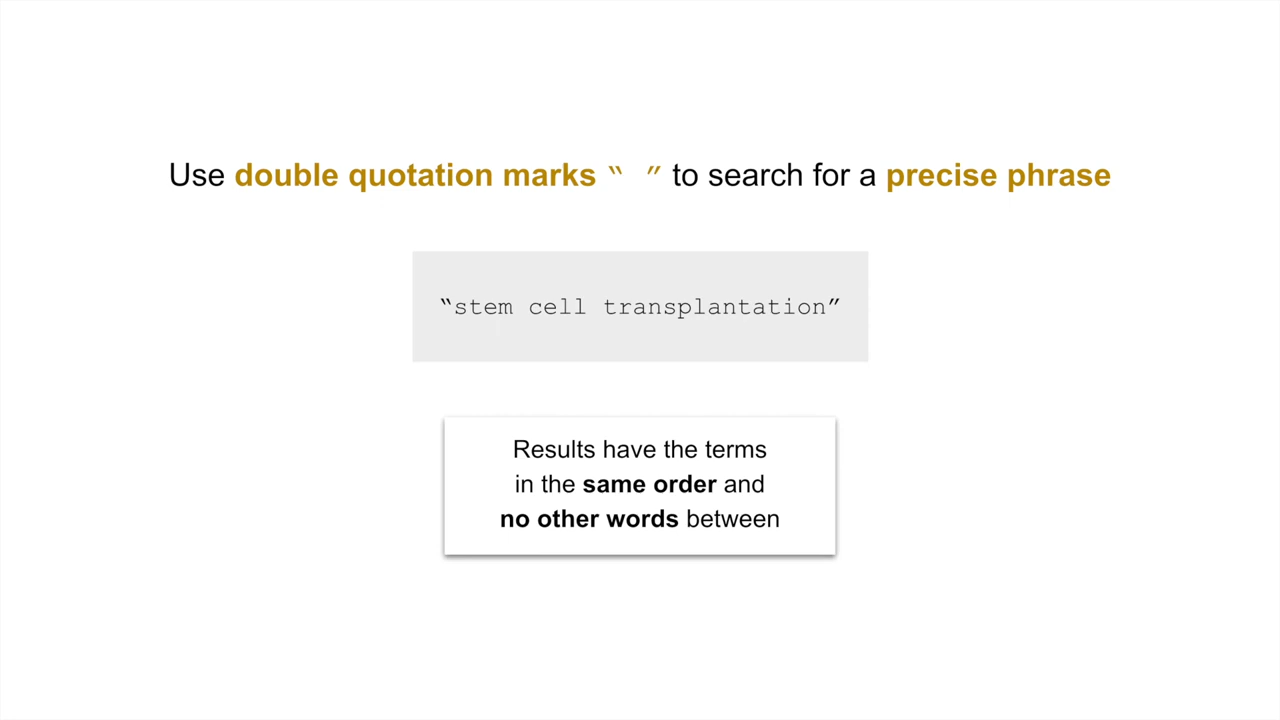 Use double quotation marks “ ” to search for a precise phrase
“stem cell transplantation”
Results have the terms
in the same order and
no other words between